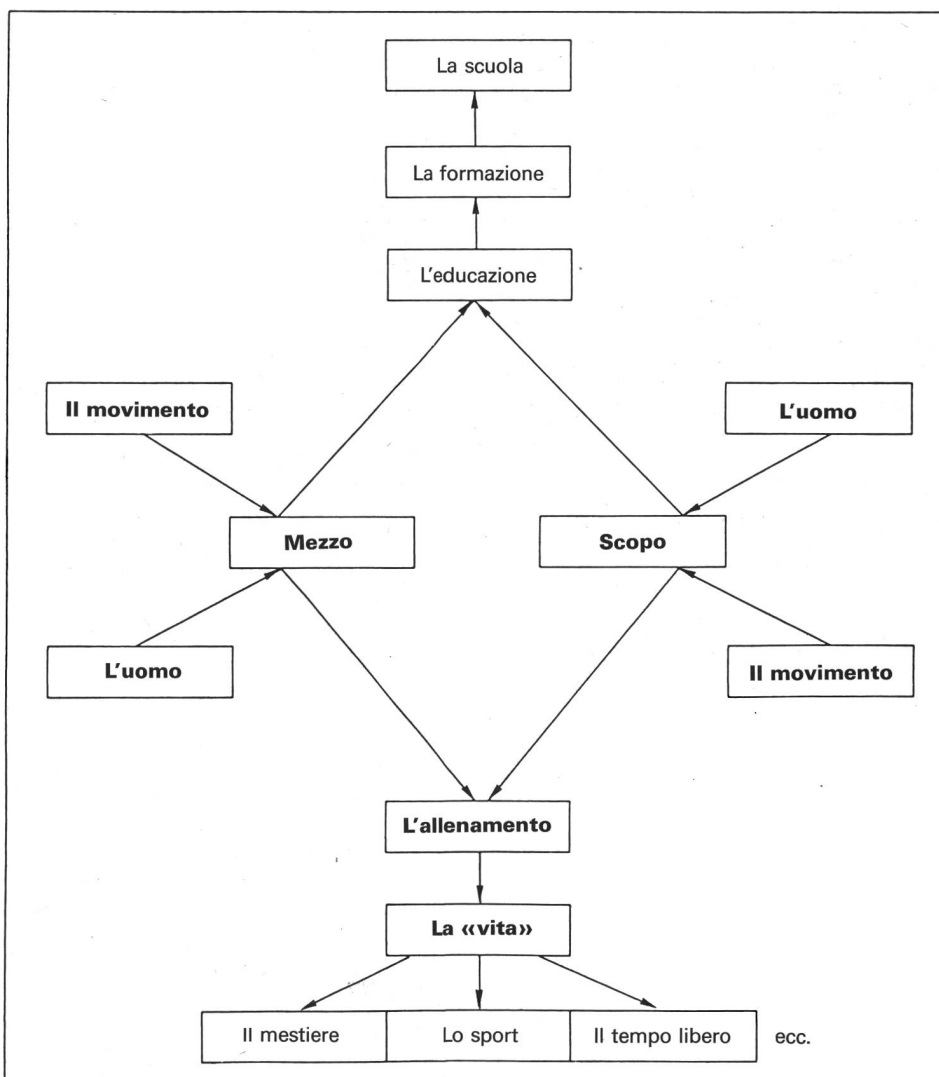 La scuola
La formazione
L'educazione
Il movimento
L'uomo
Mezzo
Scopo
L'uomo
Il movimento
L'allenamento
La «vita»
Il mestiere
Lo sport
Il tempo libero
ecc.